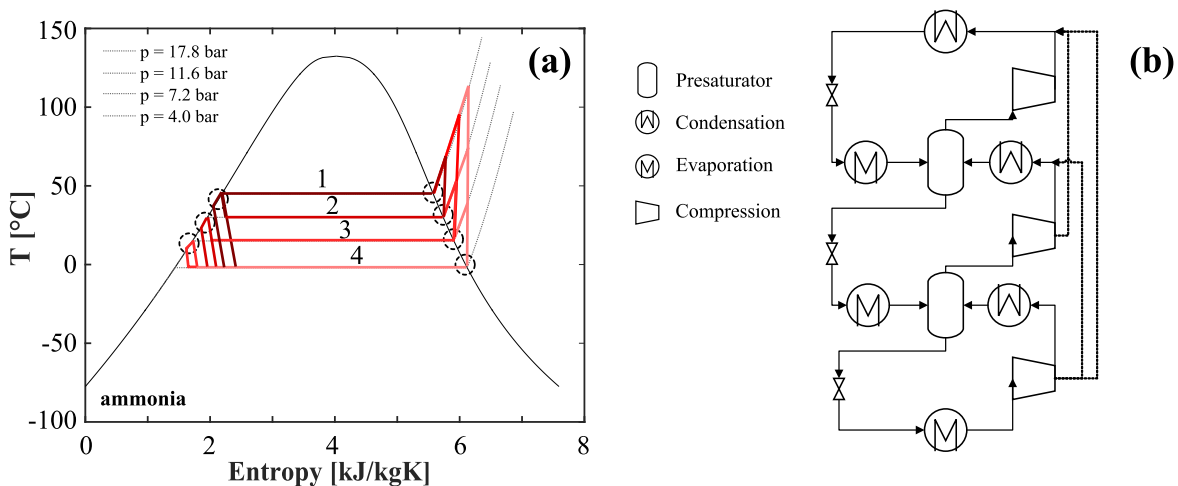 150
100
50
0
-50
-100
T [°C]
p = 17.8 bar
p = 11.6 bar
p = 7.2 bar
p = 4.0 bar
(a)
1
2
3
4
ammonia
0
2
4
6
8
Entropy [kJ/kgK]
(b)
Presaturator
Condensation
Evaporation
Compression